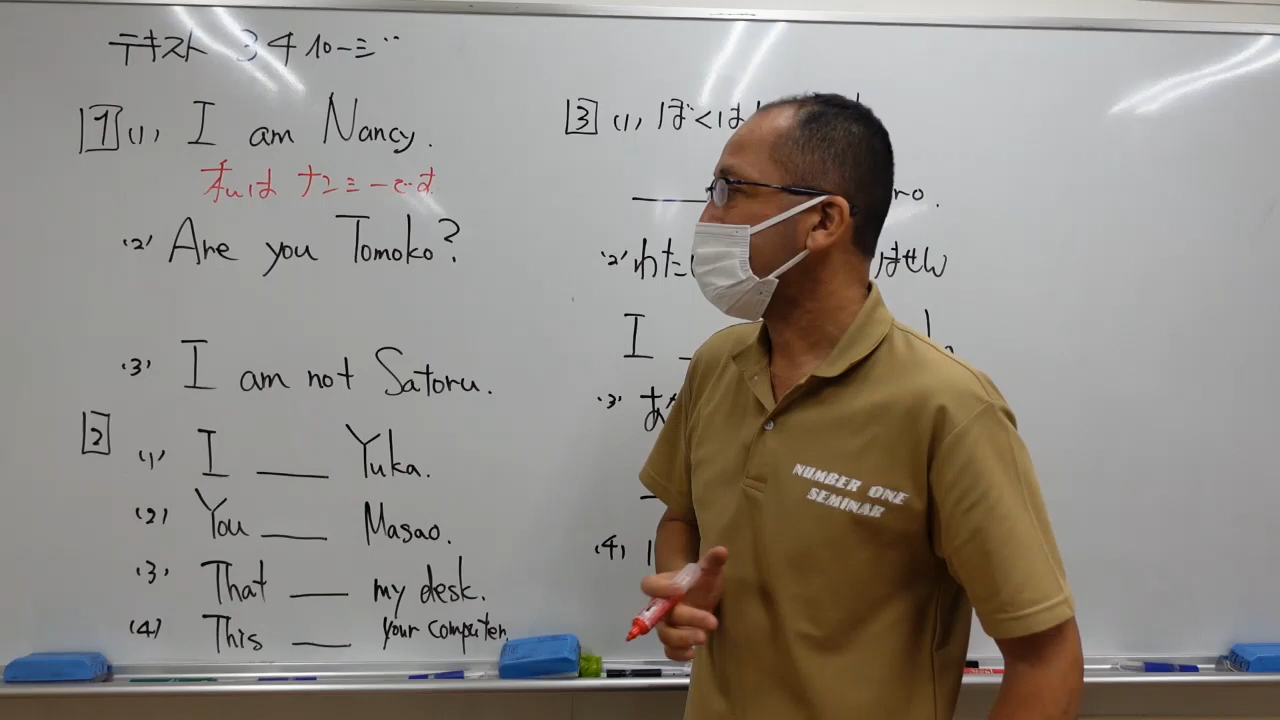 テキスト 34ページ
1 (1) I am Nancy.
私は ナンシーです
(2) Are you Tomoko?
(3) I am not Satoru.
2
(1) I ___ Yuka.
(2) You ___ Masao.
(3) That ___ my desk.
(4) This ___ your computer.
3 (1) ぼくは
ro.
(2) わたし ません
I
(3) あ
(4)
NUMBER ONE
SEMINAR